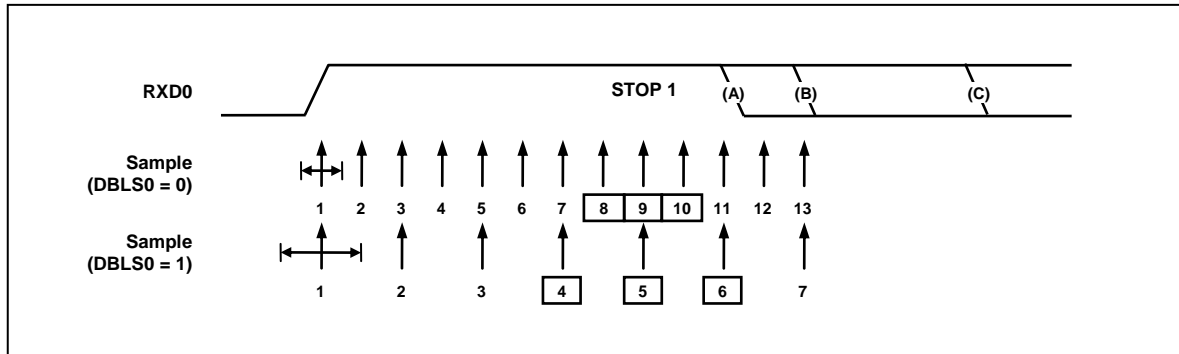 RXD0
STOP 1
(A)
(B)
(C)
Sample
(DBLS0 = 0)
1 2 3 4 5 6 7 8 9 10 11 12 13
Sample
(DBLS0 = 1)
1 2 3 4 5 6 7